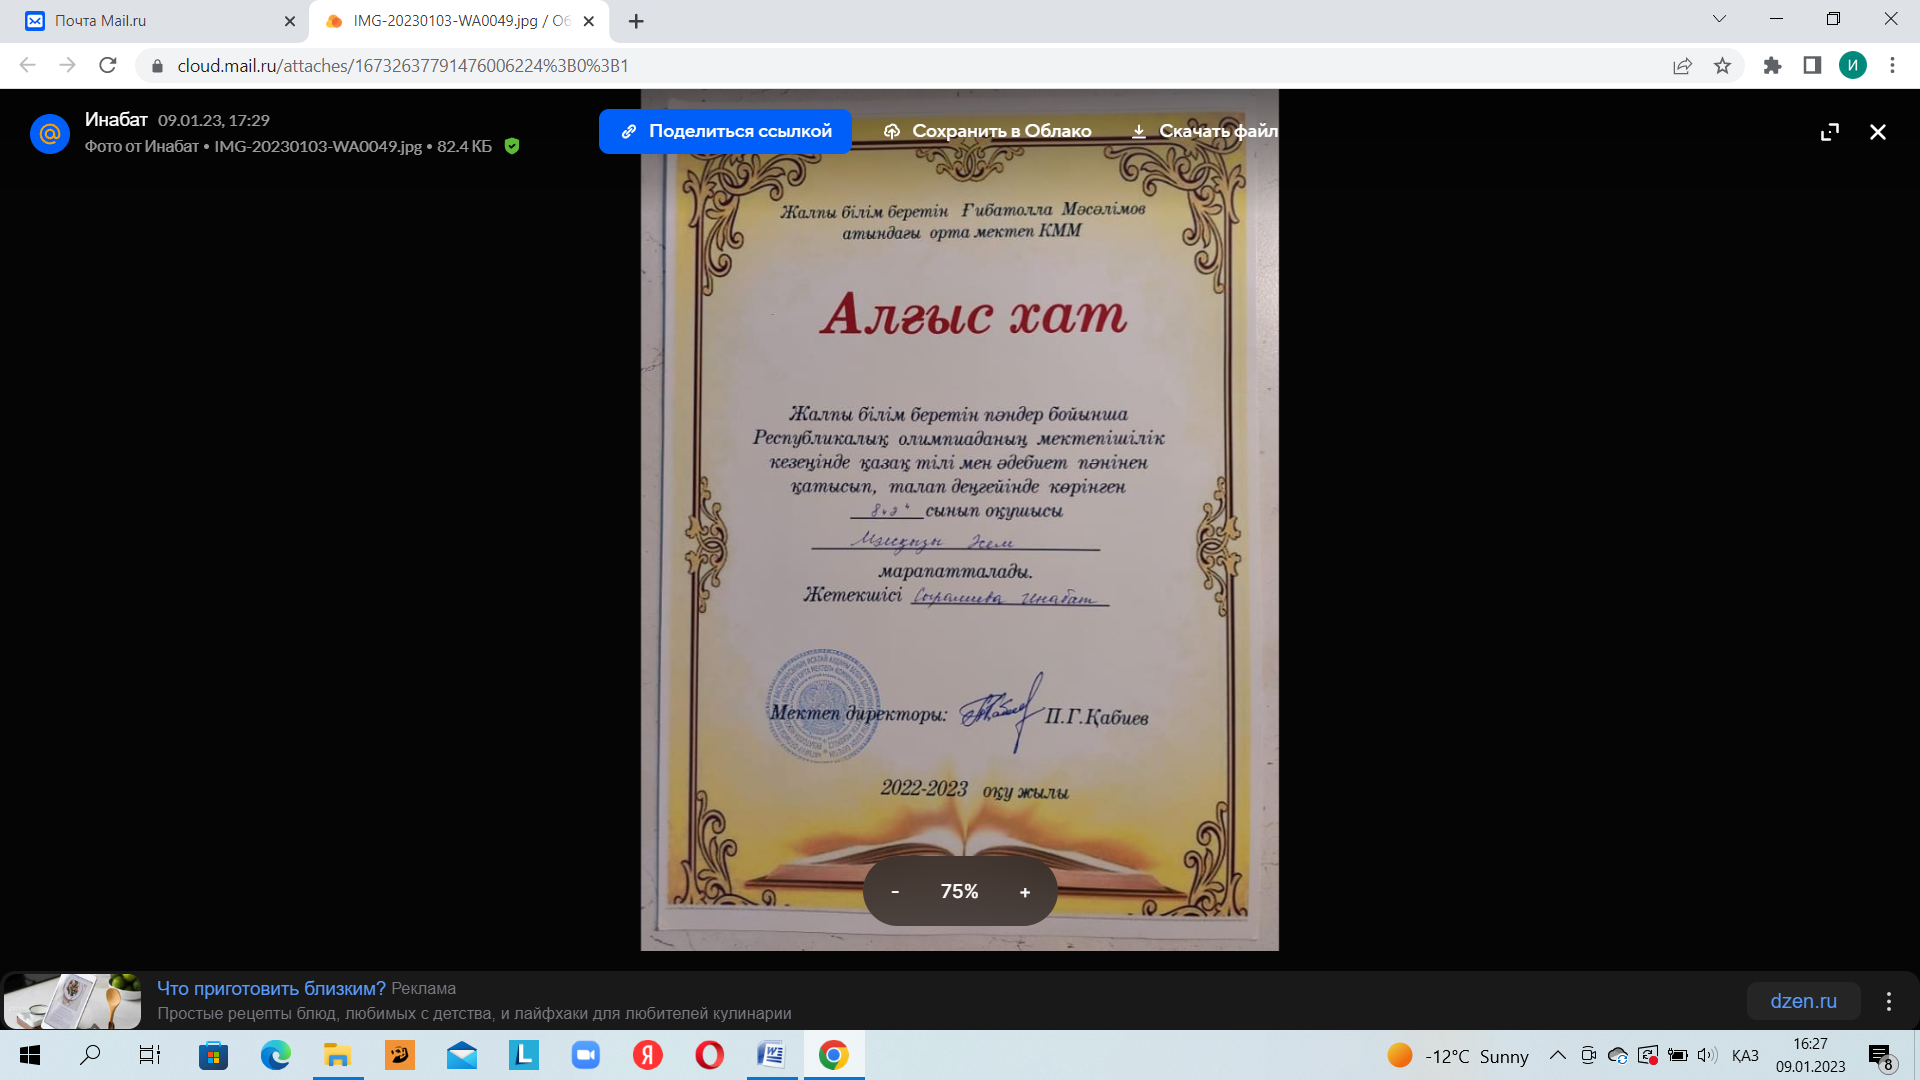 Почта Mail.ru
IMG-20230103-WA0049.jpg / Об
cloud.mail.ru/attaches/16732637791476006224%3B0%3B1
И
Инабат 09.01.23, 17:29
Фото от Инабат • IMG-20230103-WA0049.jpg • 82.4 КБ
Поделиться ссылкой
Сохранить в Облако
Скачать файл
Жалпы білім беретін Ғибатолла Мәсәлімов
атындағы орта мектеп КММ
Алғыс хат
Жалпы білім беретін пәндер бойынша
Республикалық олимпиаданың мектепішілік
кезеңінде қазақ тілі мен әдебиет пәнінен
қатысып, талап деңгейінде көрінген
сынып оқушысы
Әсем
марапатталады.
Жетекшісі Сыралиева Инабат
Мектеп директоры: П.Г.Қабиев
2022-2023 оқу жылы
- 75% +
Что приготовить близким? Реклама
Простые рецепты блюд, любимых с детства, и лайфхаки для любителей кулинарии
dzen.ru
-12°C Sunny
ҚАЗ
16:27
09.01.2023
8